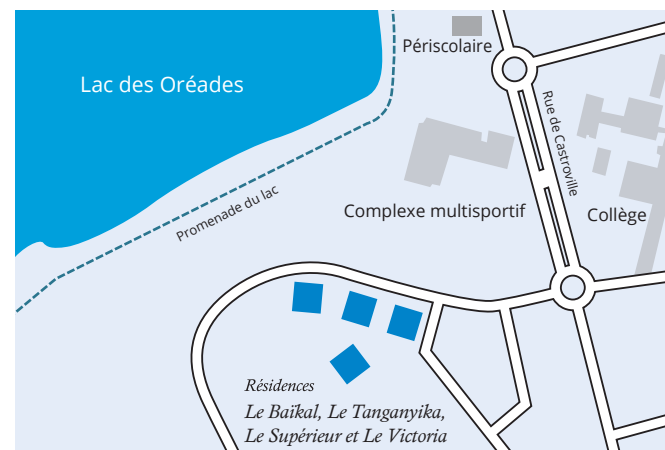 Périscolaire
Lac des Oréades
Rue de Castroville
Promenade du lac
Complexe multisportif
Collège
Résidences
Le Baïkal, Le Tanganyika,
Le Supérieur et Le Victoria